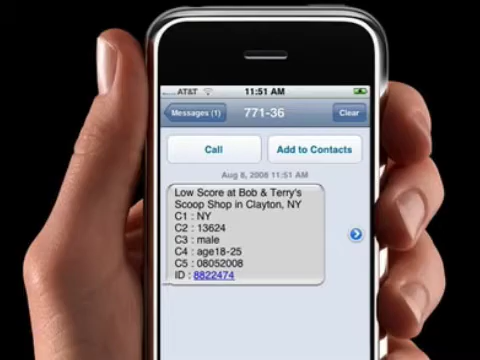 AT&T 11:51 AM
Messages (1) 771-36 Clear
Call Add to Contacts
Aug 8, 2008 11:51 AM
Low Score at Bob & Terry's
Scoop Shop in Clayton, NY
C1 : NY
C2 : 13624
C3 : male
C4 : age18-25
C5 : 08052008
ID : 8822474